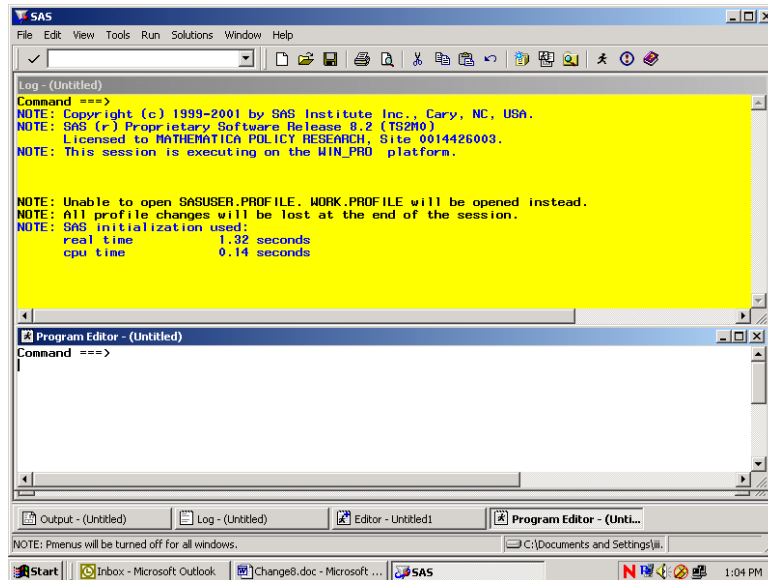 SAS
File Edit View Tools Run Solutions Window Help
Log - (Untitled)
Command ===>
NOTE: Copyright (c) 1999-2001 by SAS Institute Inc., Cary, NC, USA.
NOTE: SAS (r) Proprietary Software Release 8.2 (TS2M0)
Licensed to MATHEMATICA POLICY RESEARCH, Site 0014426003.
NOTE: This session is executing on the WIN_PRO platform.
NOTE: Unable to open SASUSER.PROFILE. WORK.PROFILE will be opened instead.
NOTE: All profile changes will be lost at the end of the session.
NOTE: SAS initialization used:
real time 1.32 seconds
cpu time 0.14 seconds
Program Editor - (Untitled)
Command ===>
Output - (Untitled) Log - (Untitled) Editor - Untitled1 Program Editor - (Unti...
NOTE: Pmenus will be turned off for all windows. C:\Documents and Settings\iii.
Start Inbox - Microsoft Outlook Change8.doc - Microsoft ... SAS N 1:04 PM